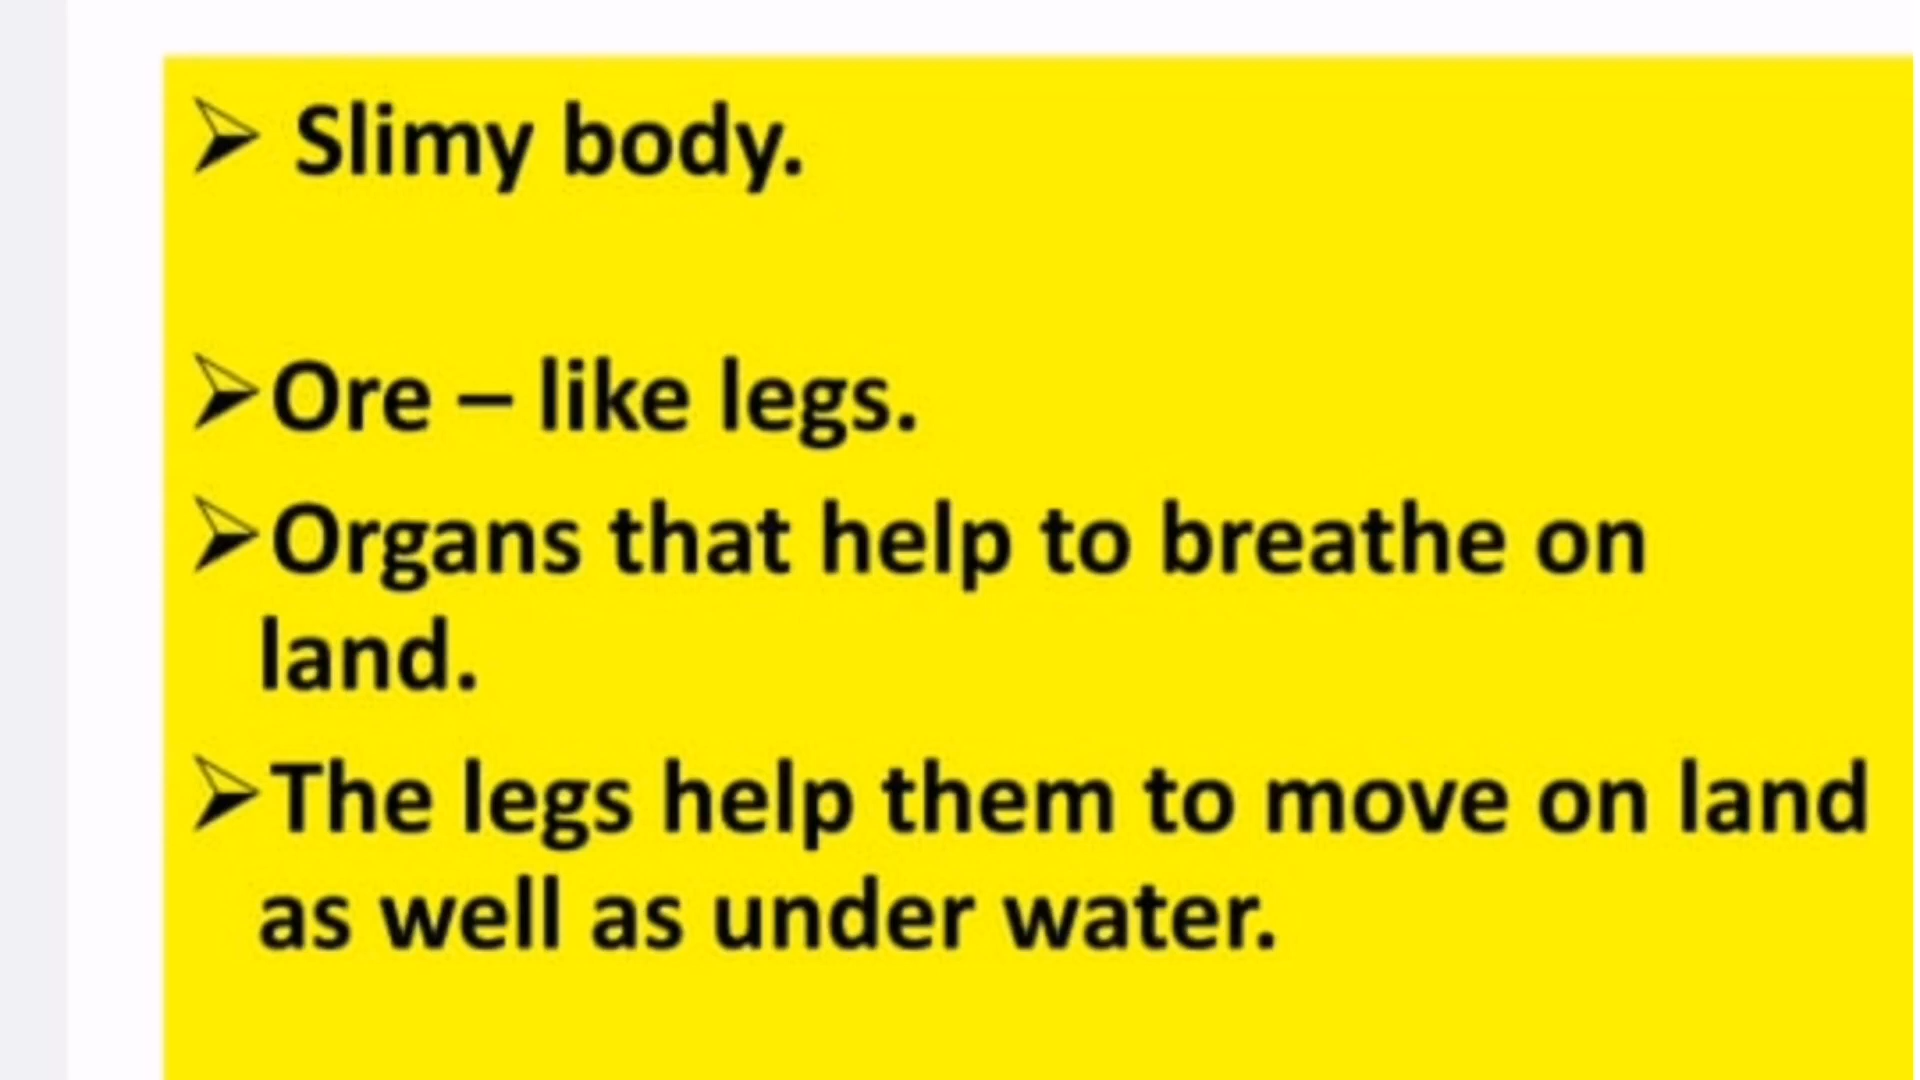 ➢ Slimy body.
➢Ore – like legs.
➢Organs that help to breathe on
land.
➢The legs help them to move on land
as well as under water.